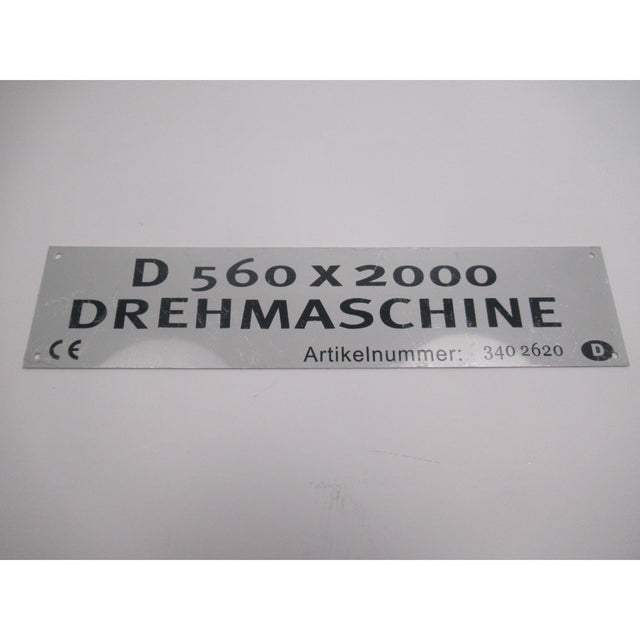 D 560 x 2000
DREHMASCHINE
CE Artikelnummer: 340 2620 D